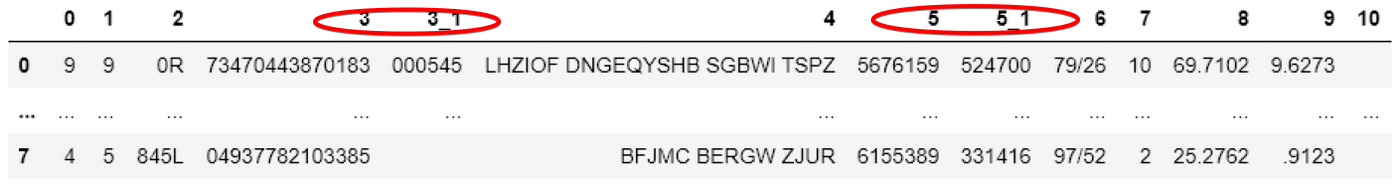 0 1 2 3 3_1 4 5 5_1 6 7 8 9 10
0 9 9 0R 73470443870183 000545 LHZIOF DNGEQYSHB SGBWI TSPZ 5676159 524700 79/26 10 69.7102 9.6273
... ... ... ... ... ... ... ... ... ... ... ... ... ...
7 4 5 845L 04937782103385 BFJMC BERGW ZJUR 6155389 331416 97/52 2 25.2762 .9123